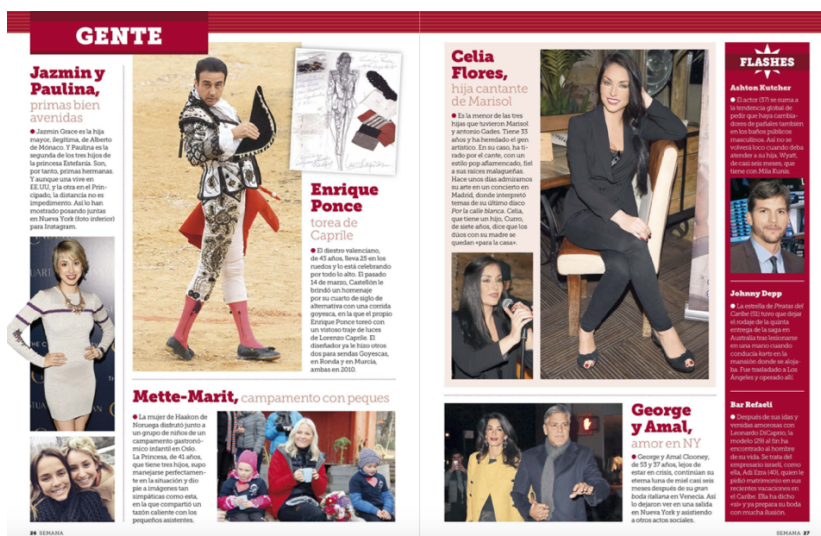 GENTE
Jazmin y
Paulina,
primas bien
avenidas
Jazmin Grace es la hija
mayor, ilegítima, de Alberto
de Mónaco. Y Paulina es la
segunda de los tres hijos de
la princesa Estefanía. Son,
por tanto, primas hermanas.
Y aunque una vive en
EE.UU. y la otra en el Prin-
cipado, la distancia no es
impedimento. Así lo han
mostrado posando juntas
en Nueva York (foto inferior)
para Instagram.
Enrique
Ponce
torea de
Caprile
El diestro valenciano,
de 43 años, lleva 25 en los
ruedos y lo está celebrando
por todo lo alto. El pasado
14 de marzo, Castellón le
brindó un homenaje
por su cuarto de siglo de
alternativa con una corrida
goyesca, en la que el propio
Enrique Ponce toreó con
un vistoso traje de luces
de Lorenzo Caprile. El
diseñador ya le hizo otros
dos para sendas Goyescas,
en Ronda y en Murcia,
ambas en 2010.
Mette-Marit, campamento con peques
La mujer de Haakon de
Noruega disfrutó junto a
un grupo de niños de un
campamento gastronó-
mico infantil en Oslo.
La Princesa, de 41 años,
que tiene tres hijos, supo
manejarse perfectamen-
te en la situación y dio
pie a imágenes tan
simpáticas como esta,
en la que compartió un
tazón caliente con los
pequeños asistentes.
26 SEMANA
Celia
Flores,
hija cantante
de Marisol
Es la menor de las tres
hijas que tuvieron Marisol
y Antonio Gades. Tiene 33
años y ha heredado el gen
artístico. En su caso, ha ti-
rado por el cante, con un
estilo pop aflamencado, fiel
a sus raíces malagueñas.
Hace unos días admiramos
su arte en un concierto en
Madrid, donde interpretó
temas de su último disco
Por la calle blanca. Celia,
que tiene un hijo, Curro,
de siete años, dice que los
dúos con su madre se
quedan «para la casa».
George
y Amal,
amor en NY
George y Amal Clooney,
de 53 y 37 años, lejos de
estar en crisis, continúan su
eterna luna de miel casi seis
meses después de su gran
boda italiana en Venecia. Así
lo dejaron ver en una salida
en Nueva York y asistiendo
a otros actos sociales.
FLASHES
Ashton Kutcher
El actor (37) se suma a
la tendencia global de
pedir que haya cambia-
dores de pañales también
en los baños públicos
masculinos. Así no se
volverá loco cuando deba
atender a su hija, Wyatt,
de casi seis meses, que
tiene con Mila Kunis.
Johnny Depp
La estrella de Piratas del
Caribe (51) tuvo que dejar
el rodaje de la quinta
entrega de la saga en
Australia tras lesionarse
en una mano cuando
conducía karts en la
mansión donde se aloja-
ba. Fue trasladado a Los
Ángeles y operado allí.
Bar Refaeli
Después de sus idas y
venidas amorosas con
Leonardo DiCaprio, la
modelo (29) al fin ha
encontrado al hombre
de su vida. Se trata del
empresario israelí, como
ella, Adi Ezra (40), quien le
pidió matrimonio en sus
recientes vacaciones en
el Caribe. Ella ha dicho
«sí» y ya prepara su boda
con mucha ilusión.
SEMANA 27